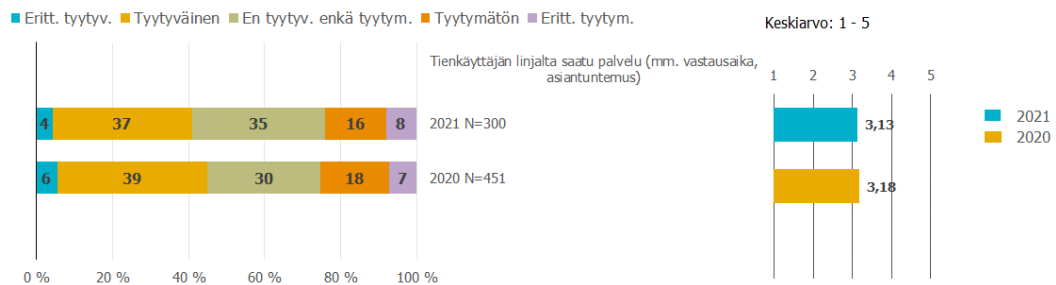 Eritt. tyytyv. Tyytyväinen En tyytyv. enkä tyytym. Tyytymätön Eritt. tyytym.
Keskiarvo: 1 - 5
Tienkäyttäjän linjalta saatu palvelu (mm. vastausaika,
asiantuntemus)
1 2 3 4 5
4 37 35 16 8 2021 N=300
3,13
2021
2020
6 39 30 18 7 2020 N=451
3,18
0 % 20 % 40 % 60 % 80 % 100 %